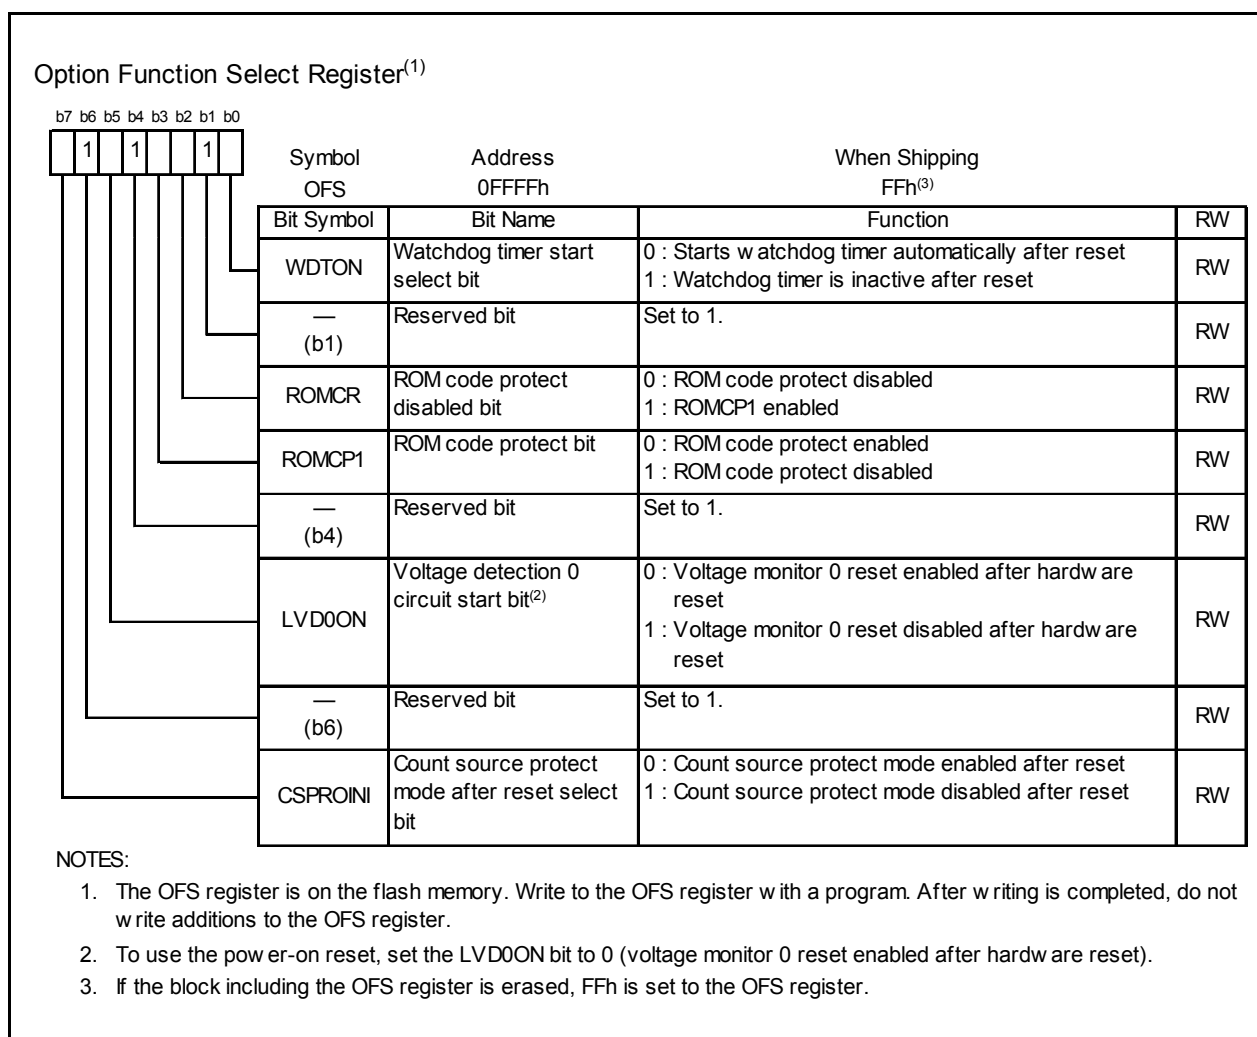 Option Function Select Register(1)
b7 b6 b5 b4 b3 b2 b1 b0
1 1 1
Symbol Address When Shipping
OFS 0FFFFh FFh(3)
Bit Symbol Bit Name Function RW
WDTON Watchdog timer start select bit 0 : Starts watchdog timer automatically after reset RW
1 : Watchdog timer is inactive after reset
— (b1) Reserved bit Set to 1. RW
ROMCR ROM code protect disabled bit 0 : ROM code protect disabled RW
1 : ROMCP1 enabled
ROMCP1 ROM code protect bit 0 : ROM code protect enabled RW
1 : ROM code protect disabled
— (b4) Reserved bit Set to 1. RW
LVD0ON Voltage detection 0 circuit start bit(2) 0 : Voltage monitor 0 reset enabled after hardware reset RW
1 : Voltage monitor 0 reset disabled after hardware reset
— (b6) Reserved bit Set to 1. RW
CSPROINI Count source protect mode after reset select bit 0 : Count source protect mode enabled after reset RW
1 : Count source protect mode disabled after reset
NOTES:
1. The OFS register is on the flash memory. Write to the OFS register with a program. After writing is completed, do not
write additions to the OFS register.
2. To use the power-on reset, set the LVD0ON bit to 0 (voltage monitor 0 reset enabled after hardware reset).
3. If the block including the OFS register is erased, FFh is set to the OFS register.